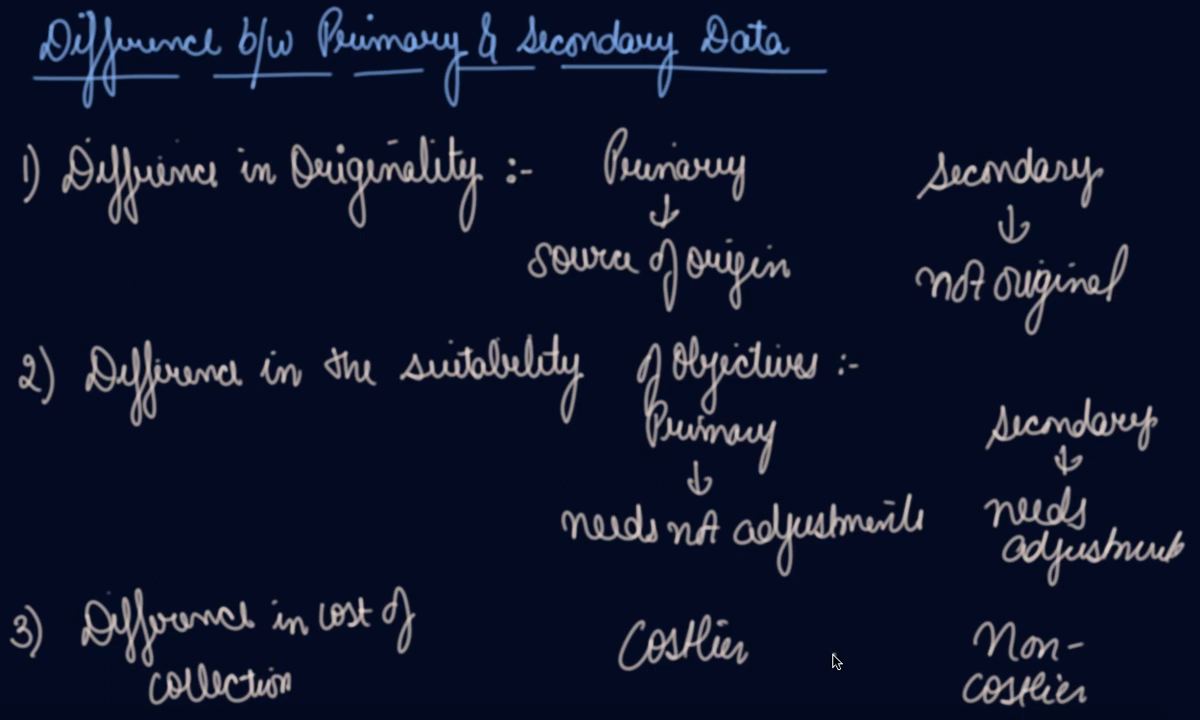 Difference b/w Primary & Secondary Data
1) Difference in Originality :- Primary Secondary
↓ ↓
source of origin not original
2) Difference in the suitability of Objectives :-
Primary Secondary
↓ ↓
needs not adjustments needs
adjustment
3) Difference in cost of Costlier Non-
collection costlier